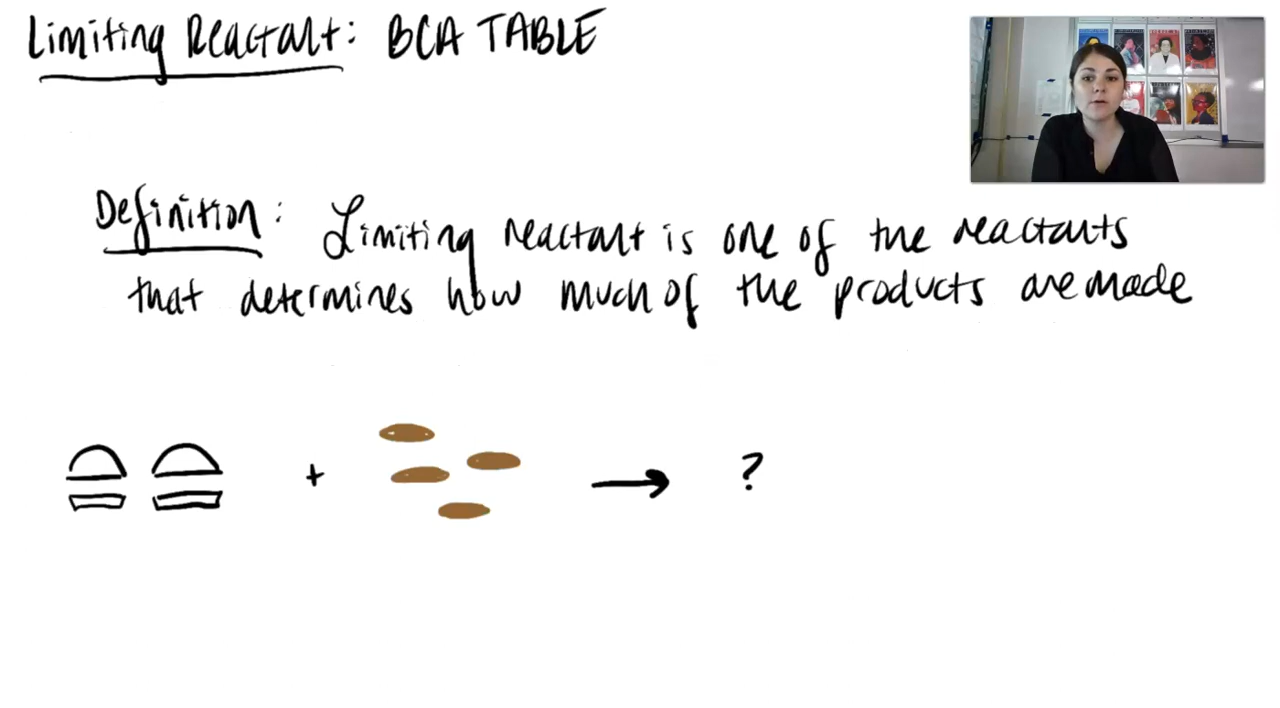 Limiting Reactant: BCA TABLE
Definition: Limiting reactant is one of the reactants
that determines how much of the products are made
+ → ?